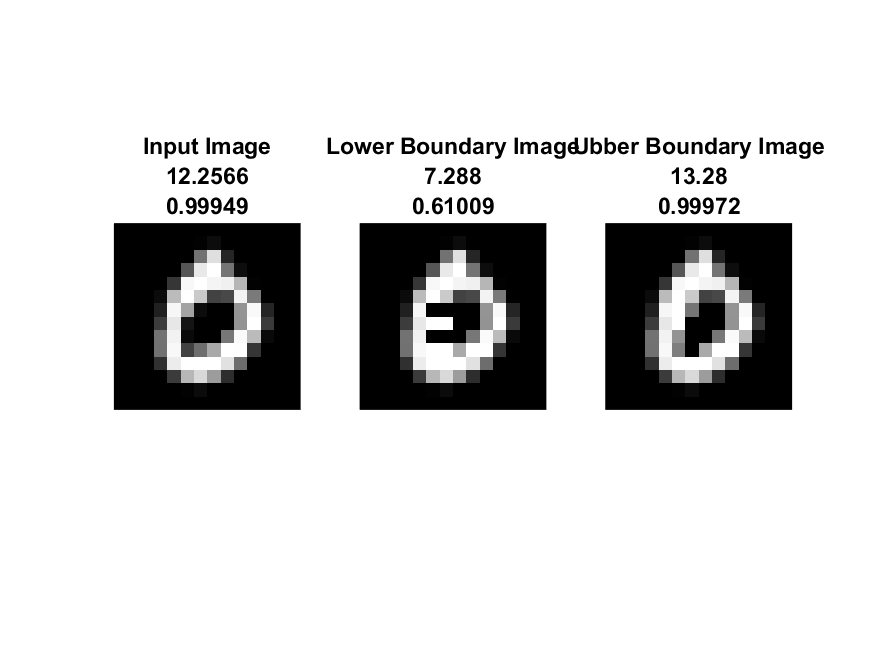 Input Image
12.2566
0.99949
Lower Boundary Image
7.288
0.61009
Ubber Boundary Image
13.28
0.99972